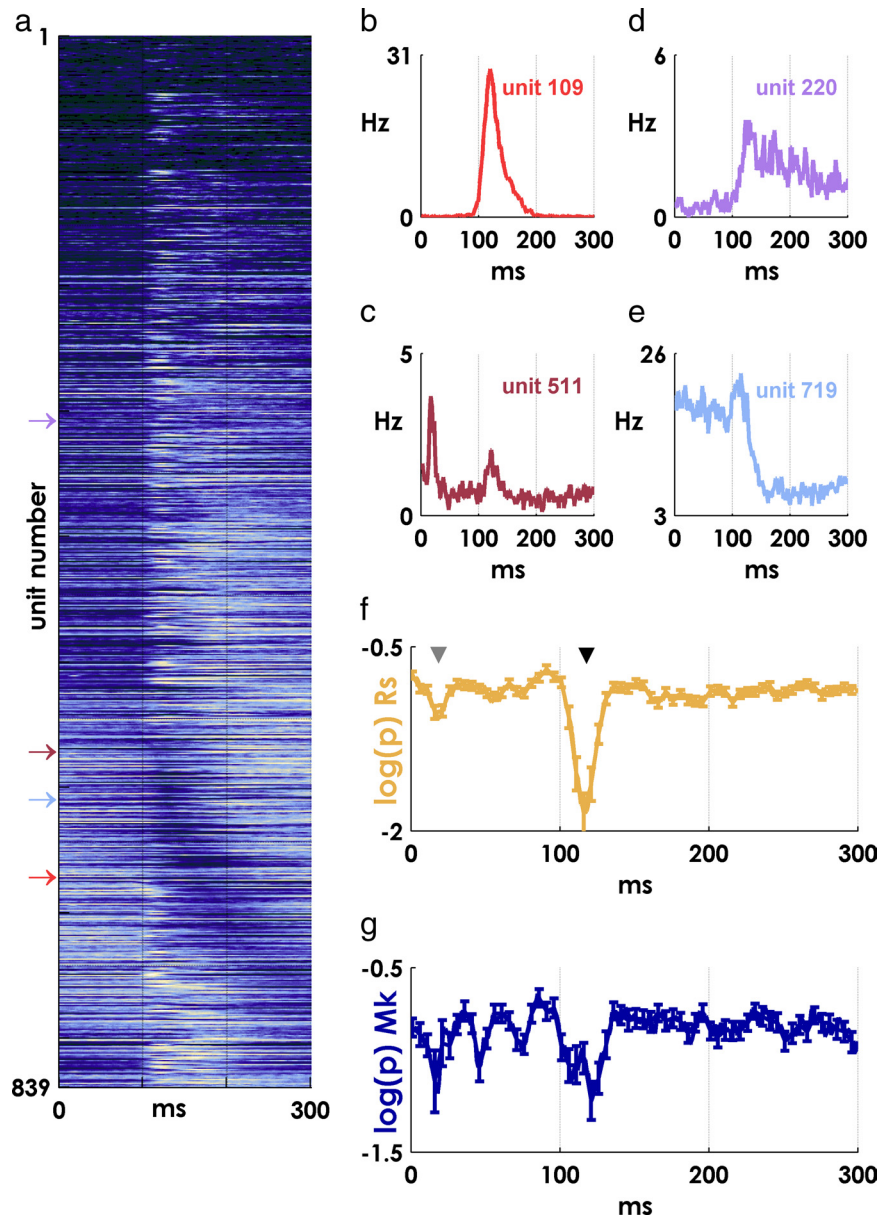 a
1
unit number
839
0
ms
300
b
31
Hz
unit 109
0
0 100 200 300
ms
d
6
Hz
unit 220
0
0 100 200 300
ms
c
5
Hz
unit 511
0
0 100 200 300
ms
e
26
Hz
unit 719
3
0 100 200 300
ms
f
-0.5
log(p) Rs
-2
0 100 200 300
ms
g
-0.5
log(p) Mk
-1.5
0 100 200 300
ms